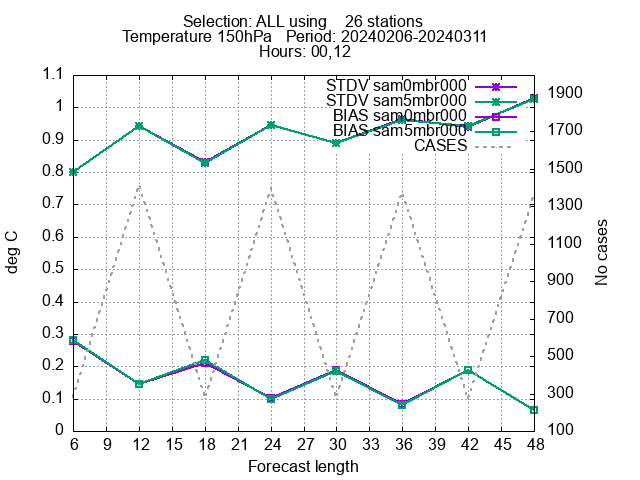 Selection: ALL using 26 stations
Temperature 150hPa Period: 20240206-20240311
Hours: 00,12
STDV sam0mbr000
STDV sam5mbr000
BIAS sam0mbr000
BIAS sam5mbr000
CASES
1.1
1
0.9
0.8
0.7
0.6
0.5
0.4
0.3
0.2
0.1
0
deg C
1900
1700
1500
1300
1100
900
700
500
300
100
No cases
6 9 12 15 18 21 24 27 30 33 36 39 42 45 48
Forecast length